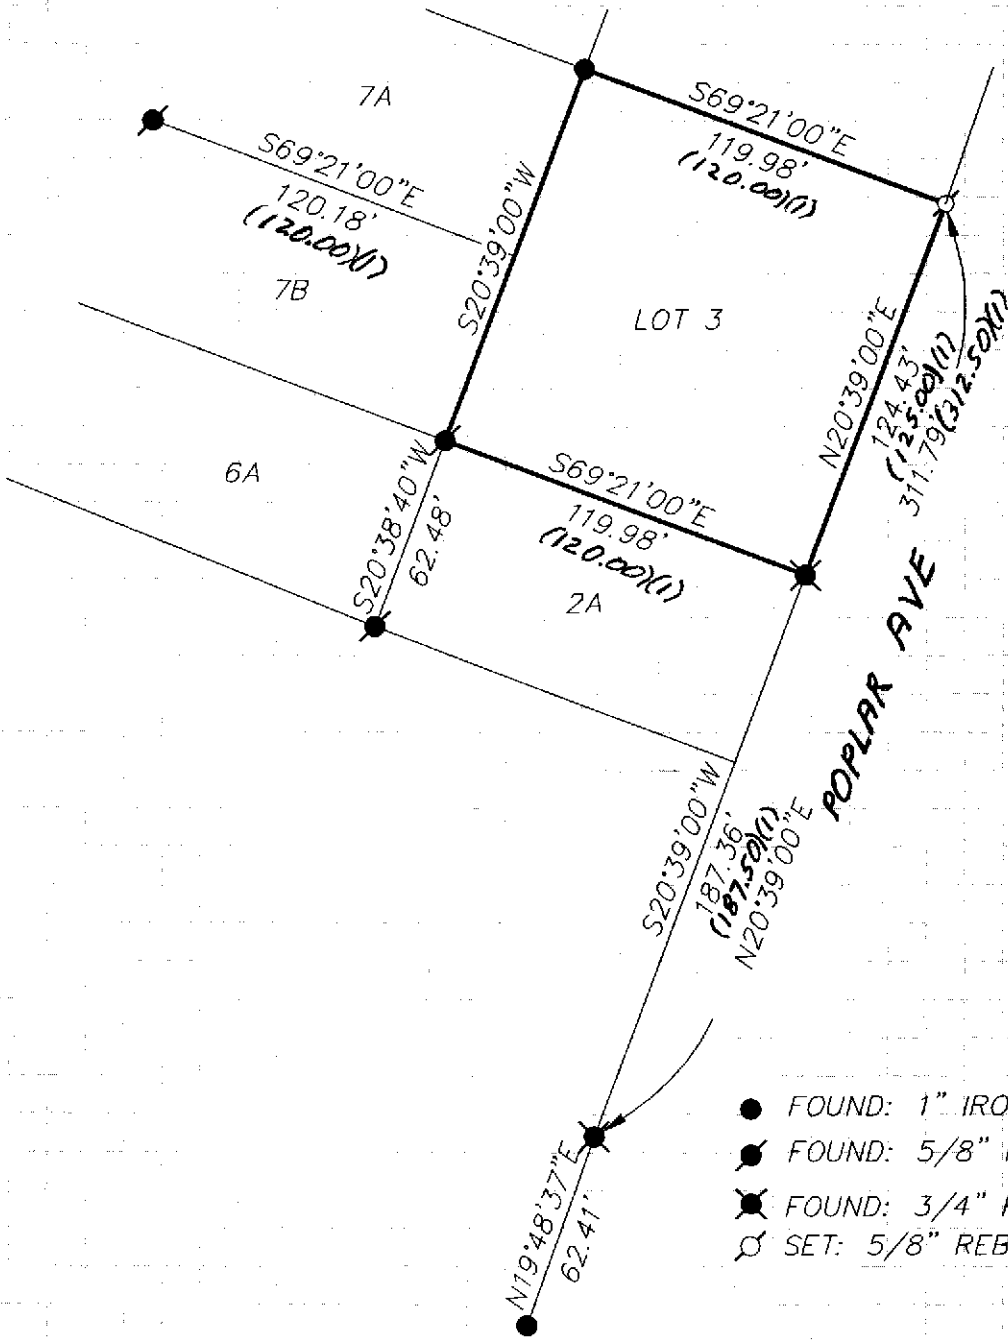 7A
S69°21'00"E
120.18'
(120.00)(1)
7B
S20°39'00"W
S69°21'00"E
119.98'
(120.00)(1)
LOT 3
N20°39'00"E
124.43'
(125.00)(1)
311.79'(312.50)(1)
6A
S20°38'40"W
62.48'
S69°21'00"E
119.98'
(120.00)(1)
2A
POPLAR AVE
S20°39'00"W
187.36'
(187.50)(1)
N20°39'00"E
N19°48'37"E
62.41'
FOUND: 1" IRO
FOUND: 5/8"
FOUND: 3/4"
SET: 5/8" REB